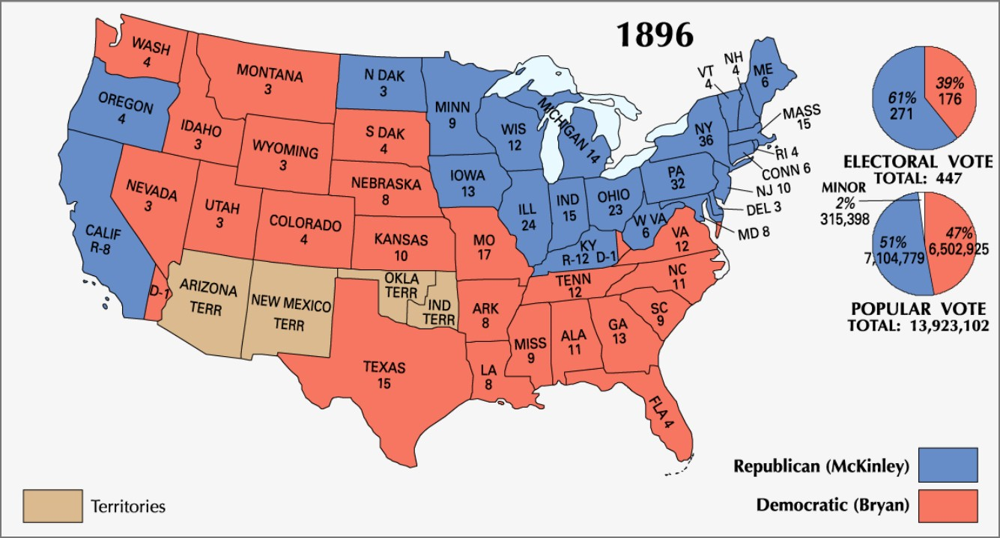 1896
WASH
4
OREGON
4
CALIF
R-8
D-1
NEVADA
3
IDAHO
3
MONTANA
3
WYOMING
3
UTAH
3
COLORADO
4
ARIZONA
TERR
NEW MEXICO
TERR
N DAK
3
S DAK
4
NEBRASKA
8
KANSAS
10
OKLA
TERR
IND
TERR
TEXAS
15
MINN
9
IOWA
13
MO
17
ARK
8
LA
8
WIS
12
MICHIGAN 14
ILL
24
IND
15
OHIO
23
KY
R-12 D-1
TENN
12
MISS
9
ALA
11
GA
13
FLA 4
SC
9
NC
11
VA
12
W VA
6
PA
32
NY
36
VT
4
NH
4
ME
6
MASS
15
RI 4
CONN 6
NJ 10
DEL 3
MD 8
61%
271
39%
176
ELECTORAL VOTE
TOTAL: 447
MINOR
2%
315,398
51%
7,104,779
47%
6,502,925
POPULAR VOTE
TOTAL: 13,923,102
Republican (McKinley)
Democratic (Bryan)
Territories